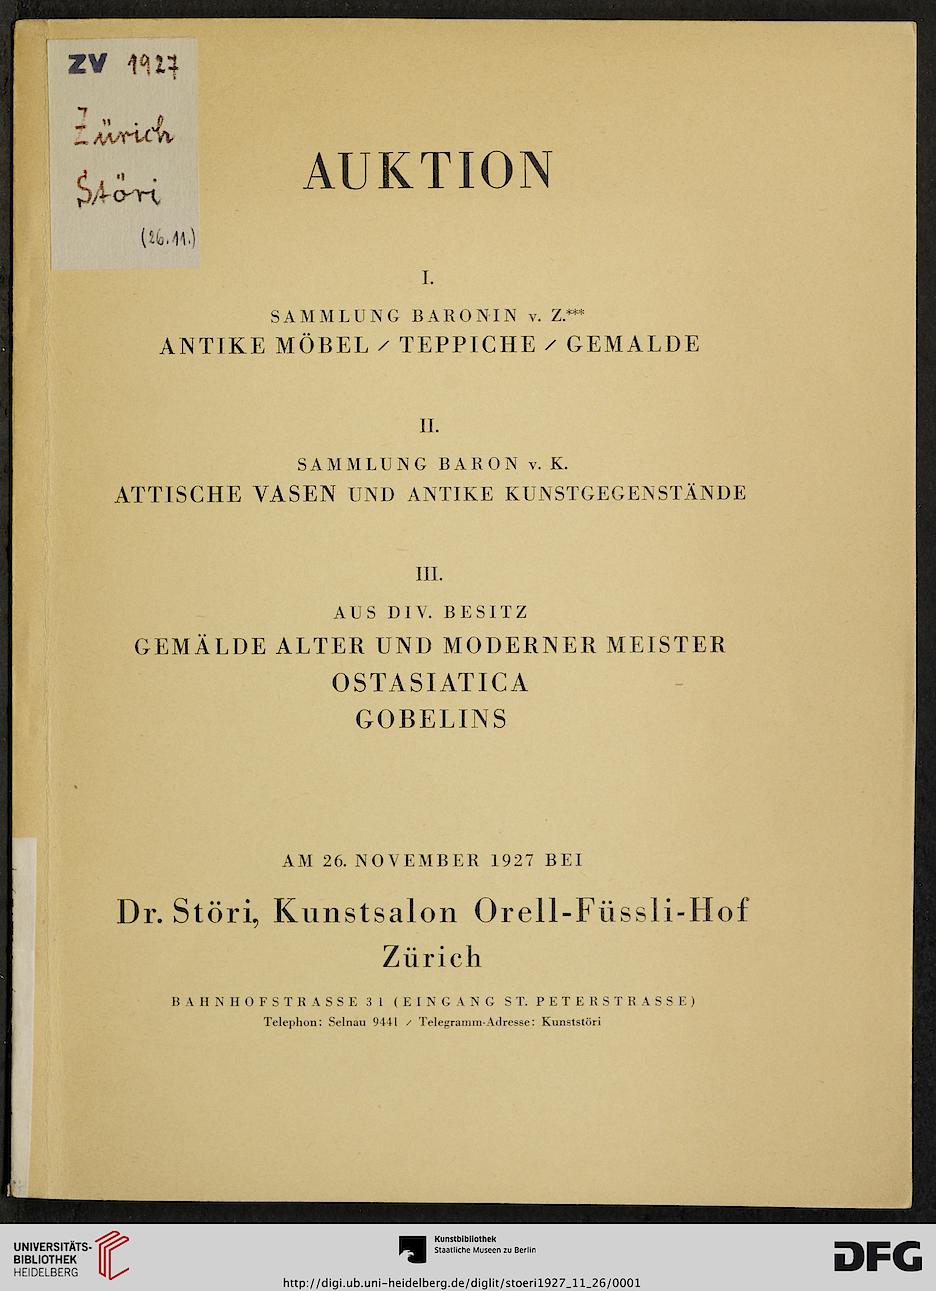 ZV 1927
Zürich
Störi
(26.11.)
AUKTION
I.
SAMMLUNG BARONIN v. Z.***
ANTIKE MÖBEL / TEPPICHE / GEMALDE
II.
SAMMLUNG BARON v. K.
ATTISCHE VASEN UND ANTIKE KUNSTGEGENSTÄNDE
III.
AUS DIV. BESITZ
GEMÄLDE ALTER UND MODERNER MEISTER
OSTASIATICA
GOBELINS
AM 26. NOVEMBER 1927 BEI
Dr. Störi, Kunstsalon Orell-Füssli-Hof
Zürich
BAHNHOFSTRASSE 31 (EINGANG ST. PETERSTRASSE)
Telephon: Selnau 9441 / Telegramm-Adresse: Kunststöri
UNIVERSITÄTS-
BIBLIOTHEK
HEIDELBERG
Kunstbibliothek
Staatliche Museen zu Berlin
DFG
http://digi.ub.uni-heidelberg.de/diglit/stoeri1927_11_26/0001